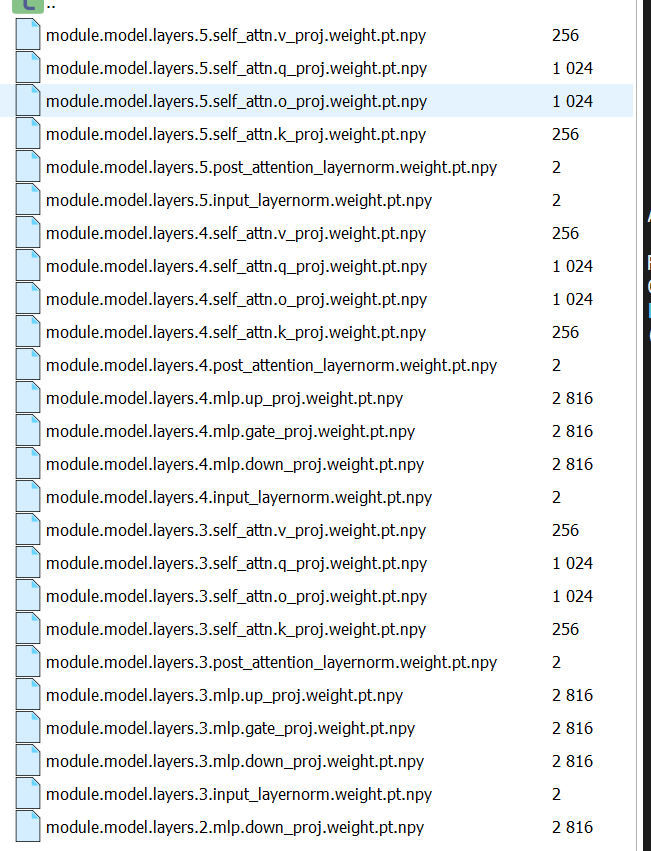 ..
module.model.layers.5.self_attn.v_proj.weight.pt.npy 256
module.model.layers.5.self_attn.q_proj.weight.pt.npy 1 024
module.model.layers.5.self_attn.o_proj.weight.pt.npy 1 024
module.model.layers.5.self_attn.k_proj.weight.pt.npy 256
module.model.layers.5.post_attention_layernorm.weight.pt.npy 2
module.model.layers.5.input_layernorm.weight.pt.npy 2
module.model.layers.4.self_attn.v_proj.weight.pt.npy 256
module.model.layers.4.self_attn.q_proj.weight.pt.npy 1 024
module.model.layers.4.self_attn.o_proj.weight.pt.npy 1 024
module.model.layers.4.self_attn.k_proj.weight.pt.npy 256
module.model.layers.4.post_attention_layernorm.weight.pt.npy 2
module.model.layers.4.mlp.up_proj.weight.pt.npy 2 816
module.model.layers.4.mlp.gate_proj.weight.pt.npy 2 816
module.model.layers.4.mlp.down_proj.weight.pt.npy 2 816
module.model.layers.4.input_layernorm.weight.pt.npy 2
module.model.layers.3.self_attn.v_proj.weight.pt.npy 256
module.model.layers.3.self_attn.q_proj.weight.pt.npy 1 024
module.model.layers.3.self_attn.o_proj.weight.pt.npy 1 024
module.model.layers.3.self_attn.k_proj.weight.pt.npy 256
module.model.layers.3.post_attention_layernorm.weight.pt.npy 2
module.model.layers.3.mlp.up_proj.weight.pt.npy 2 816
module.model.layers.3.mlp.gate_proj.weight.pt.npy 2 816
module.model.layers.3.mlp.down_proj.weight.pt.npy 2 816
module.model.layers.3.input_layernorm.weight.pt.npy 2
module.model.layers.2.mlp.down_proj.weight.pt.npy 2 816